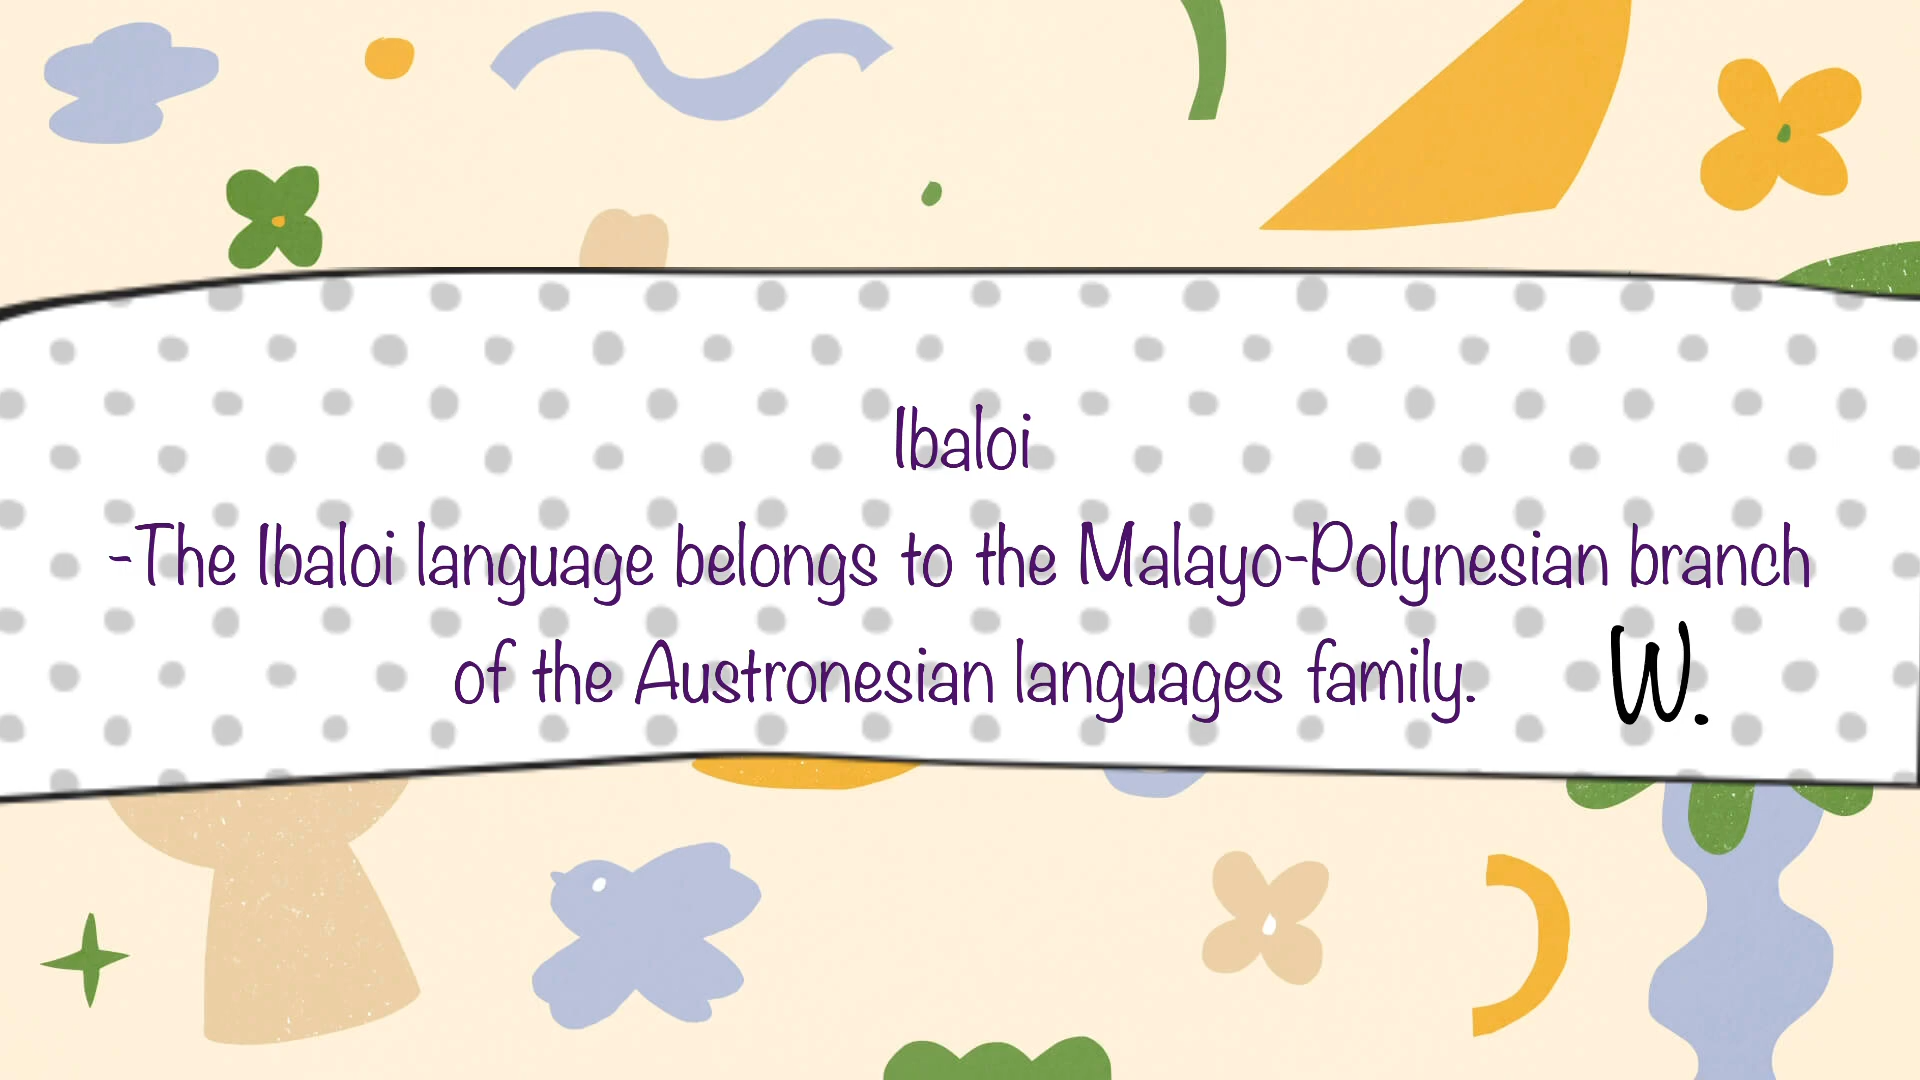 Ibaloi
-The Ibaloi language belongs to the Malayo-Polynesian branch
of the Austronesian languages family.
W.